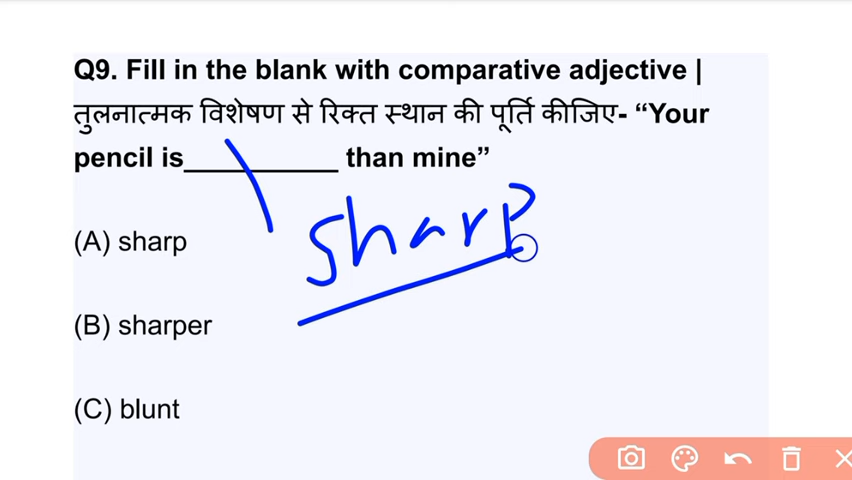 Q9. Fill in the blank with comparative adjective |
तुलनात्मक विशेषण से रिक्त स्थान की पूर्ति कीजिए- “Your
pencil is__________ than mine”
sharp
(A) sharp
(B) sharper
(C) blunt